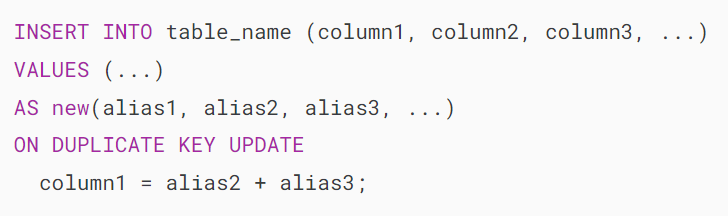 INSERT INTO table_name (column1, column2, column3, ...)
VALUES (...)
AS new(alias1, alias2, alias3, ...)
ON DUPLICATE KEY UPDATE
  column1 = alias2 + alias3;